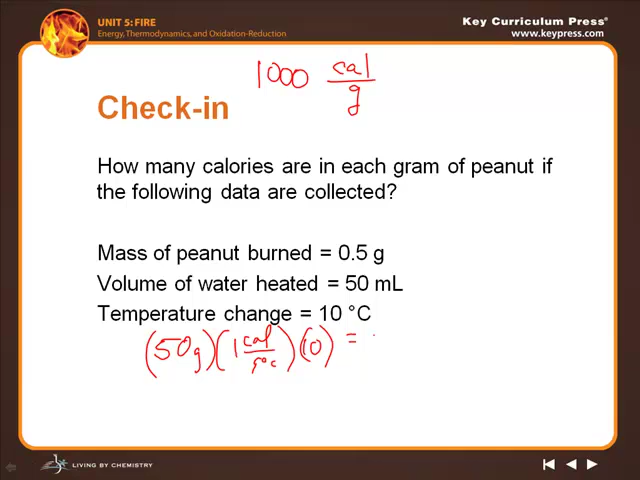 UNIT 5: FIRE
Energy, Thermodynamics, and Oxidation-Reduction
Key Curriculum Press®
www.keypress.com
1000 cal/g
Check-in
How many calories are in each gram of peanut if
the following data are collected?
Mass of peanut burned = 0.5 g
Volume of water heated = 50 mL
Temperature change = 10 °C
(50g)(1 cal/g°C)(10) =
LIVING BY CHEMISTRY